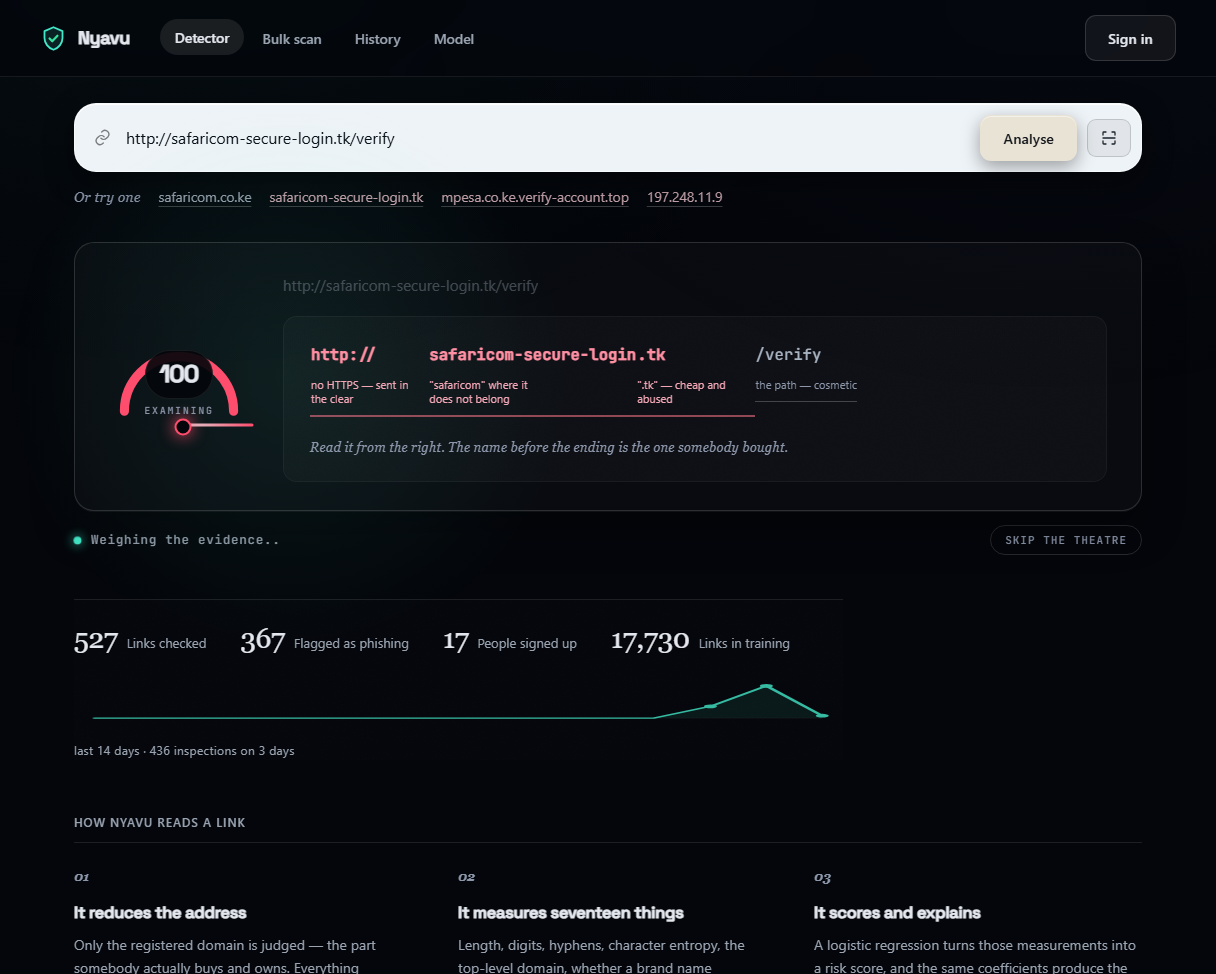 Nyavu
Detector
Bulk scan
History
Model
Sign in
http://safaricom-secure-login.tk/verify
Analyse
Or try one safaricom.co.ke safaricom-secure-login.tk mpesa.co.ke.verify-account.top 197.248.11.9
http://safaricom-secure-login.tk/verify
100
EXAMINING
http:// safaricom-secure-login.tk /verify
no HTTPS — sent in
the clear
"safaricom" where it
does not belong
".tk" — cheap and
abused
the path — cosmetic
Read it from the right. The name before the ending is the one somebody bought.
Weighing the evidence..
SKIP THE THEATRE
527 Links checked
367 Flagged as phishing
17 People signed up
17,730 Links in training
last 14 days · 436 inspections on 3 days
HOW NYAVU READS A LINK
01
It reduces the address
Only the registered domain is judged — the part
somebody actually buys and owns. Everything
02
It measures seventeen things
Length, digits, hyphens, character entropy, the
top-level domain, whether a brand name
03
It scores and explains
A logistic regression turns those measurements into
a risk score, and the same coefficients produce the